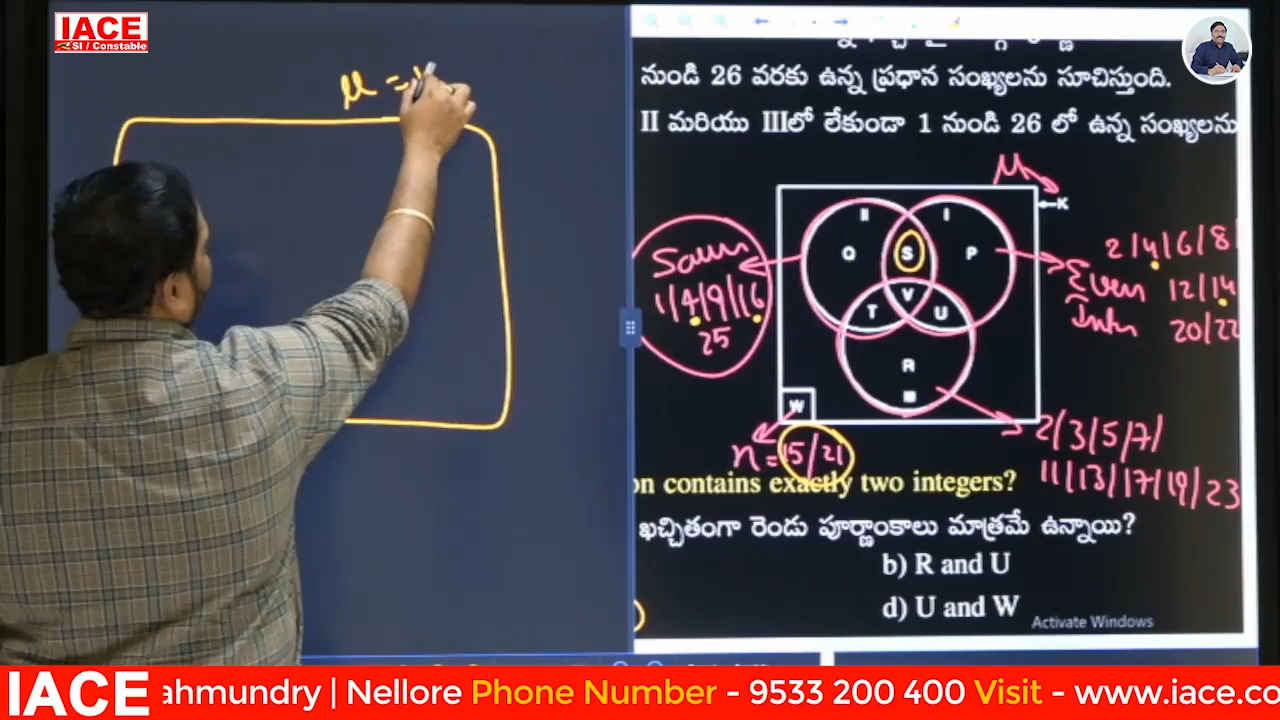 IACE
SI / Constable
μ =
నుండి 26 వరకు ఉన్న ప్రధాన సంఖ్యలను సూచిస్తుంది.
II మరియు IIIలో లేకుండా 1 నుండి 26 లో ఉన్న సంఖ్యలను
μ
K
II
I
Q
S
P
V
T
U
R
W
1/4/9/16
25
2/4/6/8/
Even
12/14
20/22
2/3/5/7/
11/13/17/19/23
n = 15/21
on contains exactly two integers?
ఖచ్చితంగా రెండు పూర్ణాంకాలు మాత్రమే ఉన్నాయి?
b) R and U
d) U and W
Activate Windows
IACE
ahmundry | Nellore Phone Number - 9533 200 400 Visit - www.iace.co